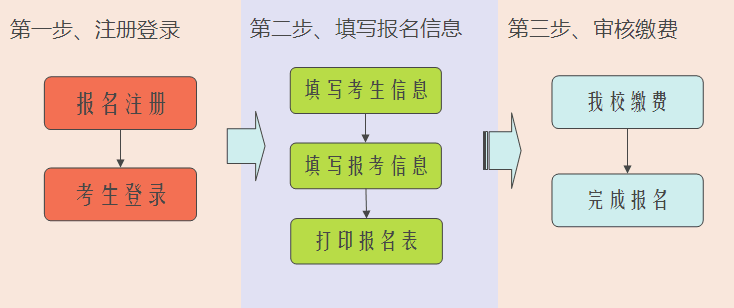 第一步、注册登录
报名注册
考生登录
第二步、填写报名信息
填写考生信息
填写报考信息
打印报名表
第三步、审核缴费
我校缴费
完成报名